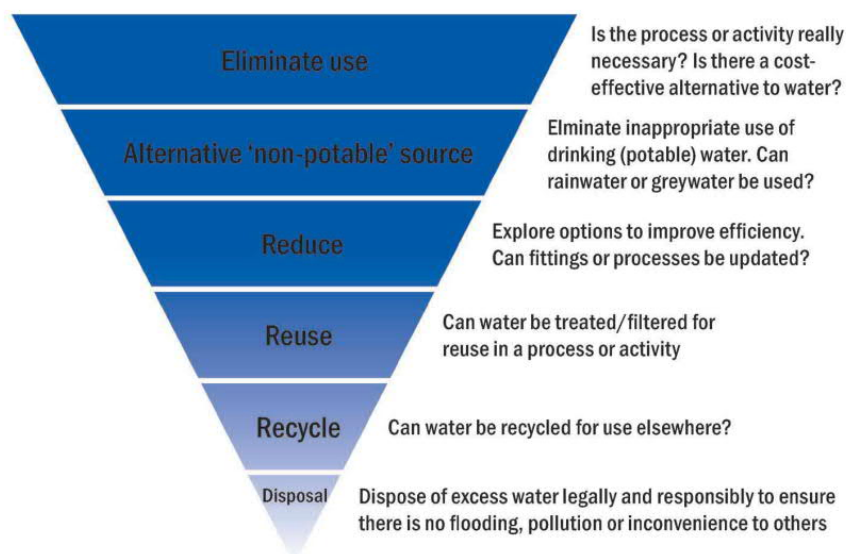 Eliminate use
Is the process or activity really
necessary? Is there a cost-
effective alternative to water?
Alternative ‘non-potable’ source
Elminate inappropriate use of
drinking (potable) water. Can
rainwater or greywater be used?
Reduce
Explore options to improve efficiency.
Can fittings or processes be updated?
Reuse
Can water be treated/filtered for
reuse in a process or activity
Recycle
Can water be recycled for use elsewhere?
Disposal
Dispose of excess water legally and responsibly to ensure
there is no flooding, pollution or inconvenience to others